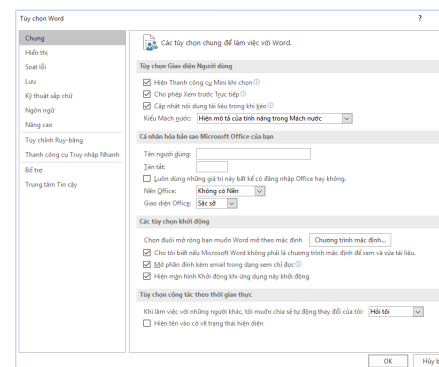 Tùy chọn Word ?
Chung
Hiển thị
Soát lỗi
Lưu
Kỹ thuật sắp chữ
Ngôn ngữ
Nâng cao
Tùy chỉnh Ruy-băng
Thanh công cụ Truy nhập Nhanh
Bổ trợ
Trung tâm Tin cậy
Các tùy chọn chung để làm việc với Word.
Tùy chọn Giao diện Người dùng
Hiện Thanh công cụ Mini khi chọn
Cho phép Xem trước Trực tiếp
Cập nhật nội dung tài liệu trong khi kéo
Kiểu Mách nước: Hiện mô tả của tính năng trong Mách nước
Cá nhân hóa bản sao Microsoft Office của bạn
Tên người dùng:
Tên tắt:
Luôn dùng những giá trị này bất kể có đăng nhập Office hay không.
Nền Office: Không có Nền
Giao diện Office: Sặc sỡ
Các tùy chọn khởi động
Chọn đuôi mở rộng bạn muốn Word mở theo mặc định Chương trình mặc định...
Cho tôi biết nếu Microsoft Word không phải là chương trình mặc định để xem và sửa tài liệu.
Mở phần đính kèm email trong dạng xem chỉ đọc
Hiện màn hình Khởi động khi ứng dụng này khởi động
Tùy chọn cộng tác theo thời gian thực
Khi làm việc với những người khác, tôi muốn chia sẻ tự động thay đổi của tôi: Hỏi tôi
Hiện tên vào cờ về trạng thái hiện diện
OK Hủy b